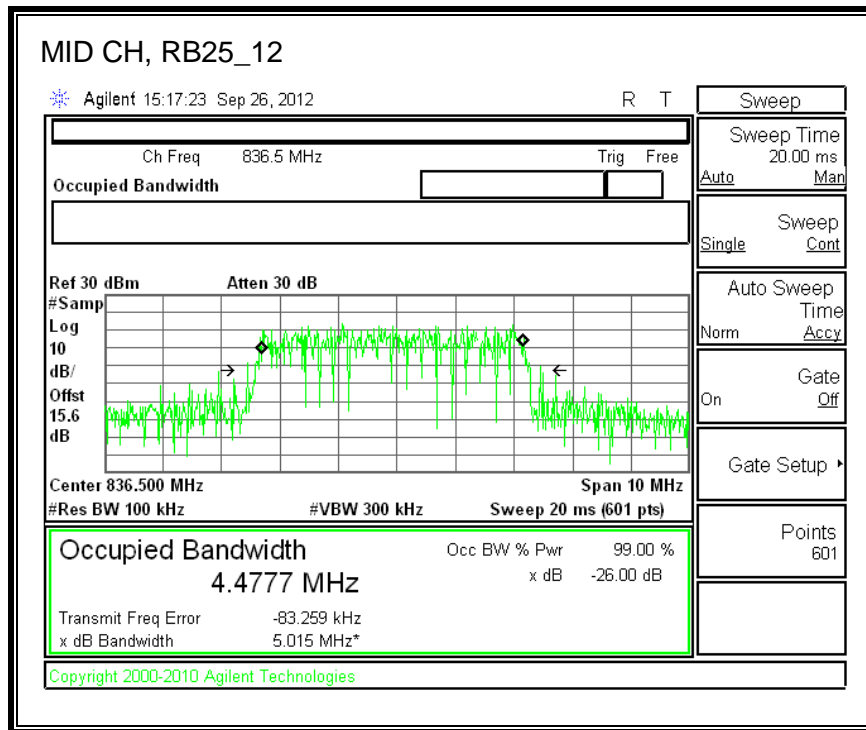 MID CH, RB25_12
Agilent 15:17:23 Sep 26, 2012 R T
Ch Freq 836.5 MHz Trig Free
Occupied Bandwidth
Ref 30 dBm Atten 30 dB
#Samp
Log
10
dB/
Offst
15.6
dB
Center 836.500 MHz Span 10 MHz
#Res BW 100 kHz #VBW 300 kHz Sweep 20 ms (601 pts)
Occupied Bandwidth Occ BW % Pwr 99.00 %
4.4777 MHz x dB -26.00 dB
Transmit Freq Error -83.259 kHz
x dB Bandwidth 5.015 MHz*
Copyright 2000-2010 Agilent Technologies
Sweep
Sweep Time
20.00 ms
Auto Man
Sweep
Single Cont
Auto Sweep
Time
Norm Accy
Gate
On Off
Gate Setup
Points
601